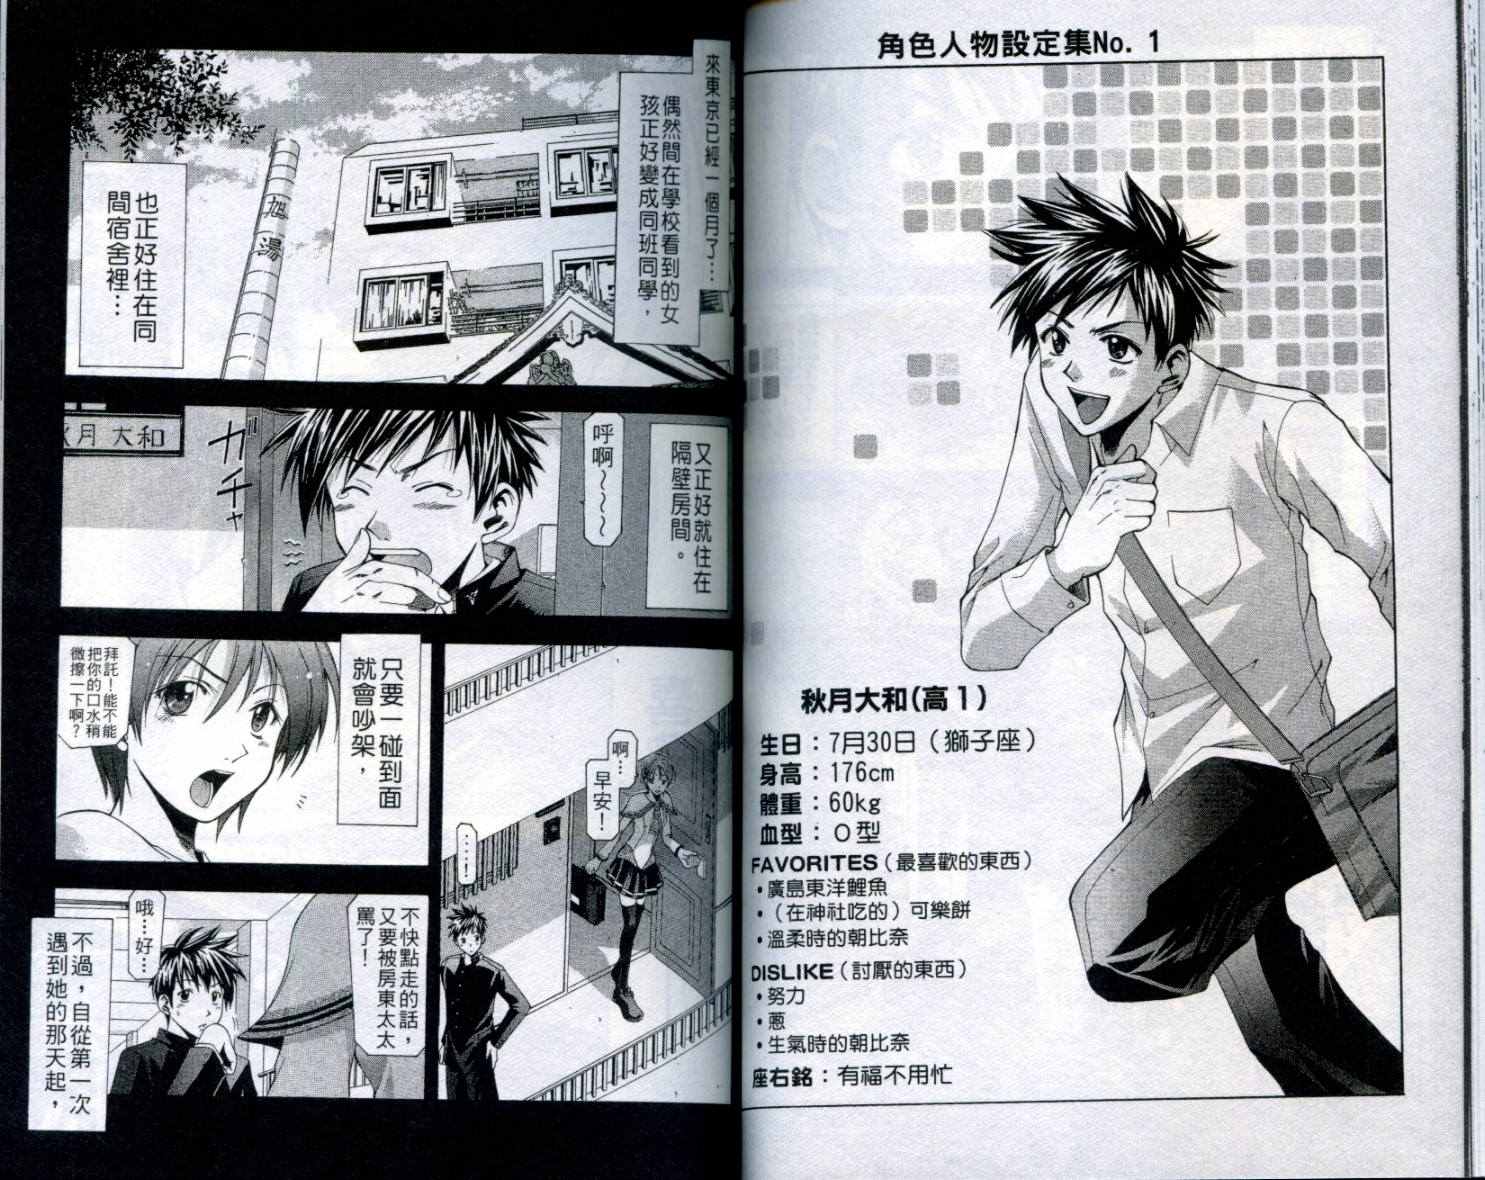 角色人物設定集No. 1
秋月大和(高1)
生日：7月30日（獅子座）
身高：176cm
體重：60kg
血型：O型
FAVORITES（最喜歡的東西）
・廣島東洋鯉魚
・（在神社吃的）可樂餅
・溫柔時的朝比奈
DISLIKE（討厭的東西）
・努力
・蔥
・生氣時的朝比奈
座右銘：有福不用忙
來東京已經一個月了…
偶然間在學校看到的女
孩正好變成同班同學，
旭湯
也正好住在同
間宿舍裡…
又正好就住在
隔壁房間。
呼啊～～～
ガチャ
秋月大和
啊…
早安！
…！
只要一碰到面
就會吵架，
拜託！能不能
把你的口水稍
微擦一下啊？
不快點走的話，
又要被房東太太
罵了！
哦…好…
不過，自從第一次
遇到她的那天起，